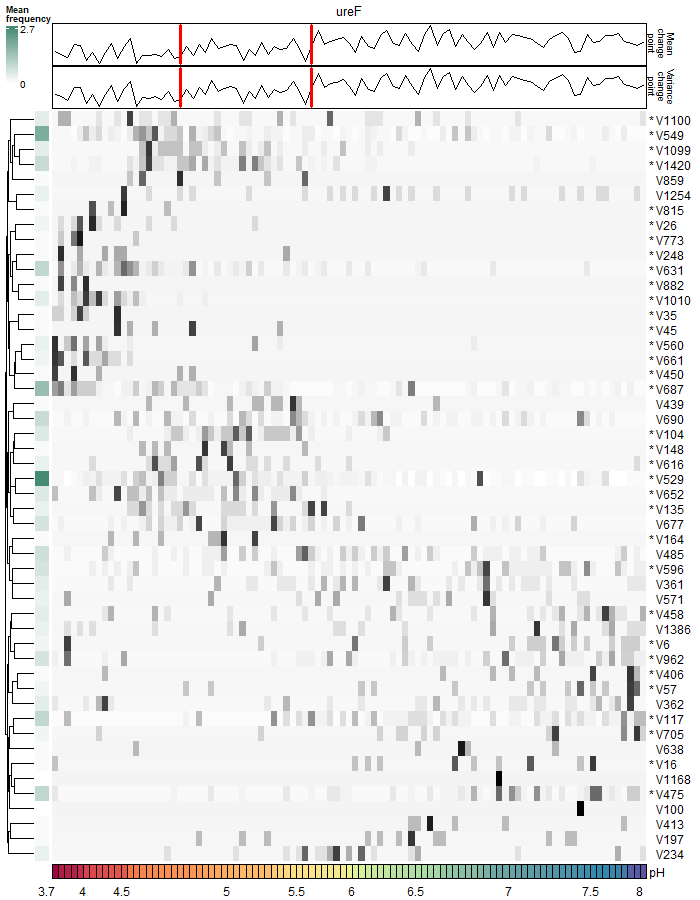 ureF
Mean
frequency
2.7
0
Mean
change
point
Variance
change
point
* V1100
* V549
* V1099
* V1420
V859
V1254
* V815
* V26
* V773
* V248
* V631
* V882
* V1010
* V35
* V45
* V560
* V661
* V450
* V687
V439
V690
* V104
* V148
* V616
* V529
* V652
* V135
V677
* V164
V485
* V596
V361
V571
* V458
V1386
* V6
* V962
* V406
* V57
V362
* V117
* V705
V638
* V16
V1168
* V475
V100
V413
V197
V234
pH
3.7 4 4.5 5 5.5 6 6.5 7 7.5 8